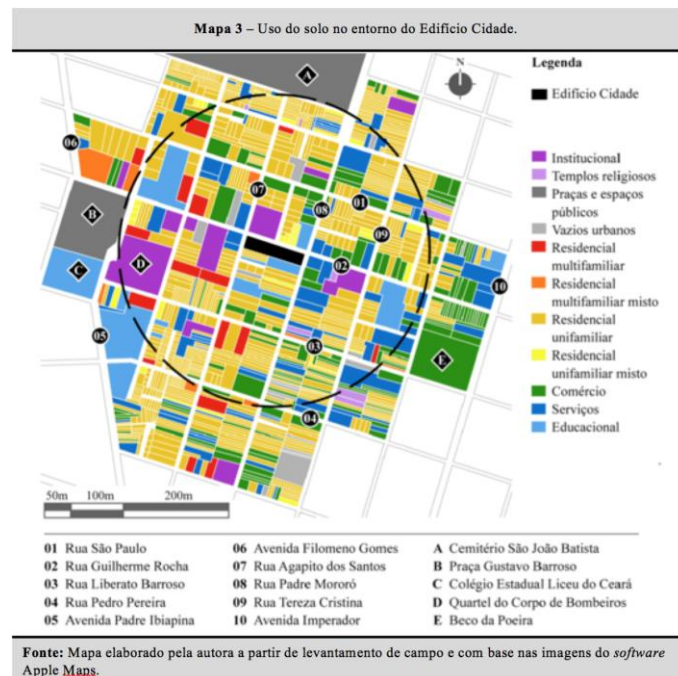 Mapa 3 – Uso do solo no entorno do Edifício Cidade.
N
Legenda
Edifício Cidade
Institucional
Templos religiosos
Praças e espaços
públicos
Vazios urbanos
Residencial
multifamiliar
Residencial
multifamiliar misto
Residencial
unifamiliar
Residencial
unifamiliar misto
Comércio
Serviços
Educacional
A
06
07
01
08
B
09
D
02
C
10
05
03
E
04
50m 100m 200m
01 Rua São Paulo
02 Rua Guilherme Rocha
03 Rua Liberato Barroso
04 Rua Pedro Pereira
05 Avenida Padre Ibiapina
06 Avenida Filomeno Gomes
07 Rua Agapito dos Santos
08 Rua Padre Mororó
09 Rua Tereza Cristina
10 Avenida Imperador
A Cemitério São João Batista
B Praça Gustavo Barroso
C Colégio Estadual Liceu do Ceará
D Quartel do Corpo de Bombeiros
E Beco da Poeira
Fonte: Mapa elaborado pela autora a partir de levantamento de campo e com base nas imagens do software
Apple Maps.